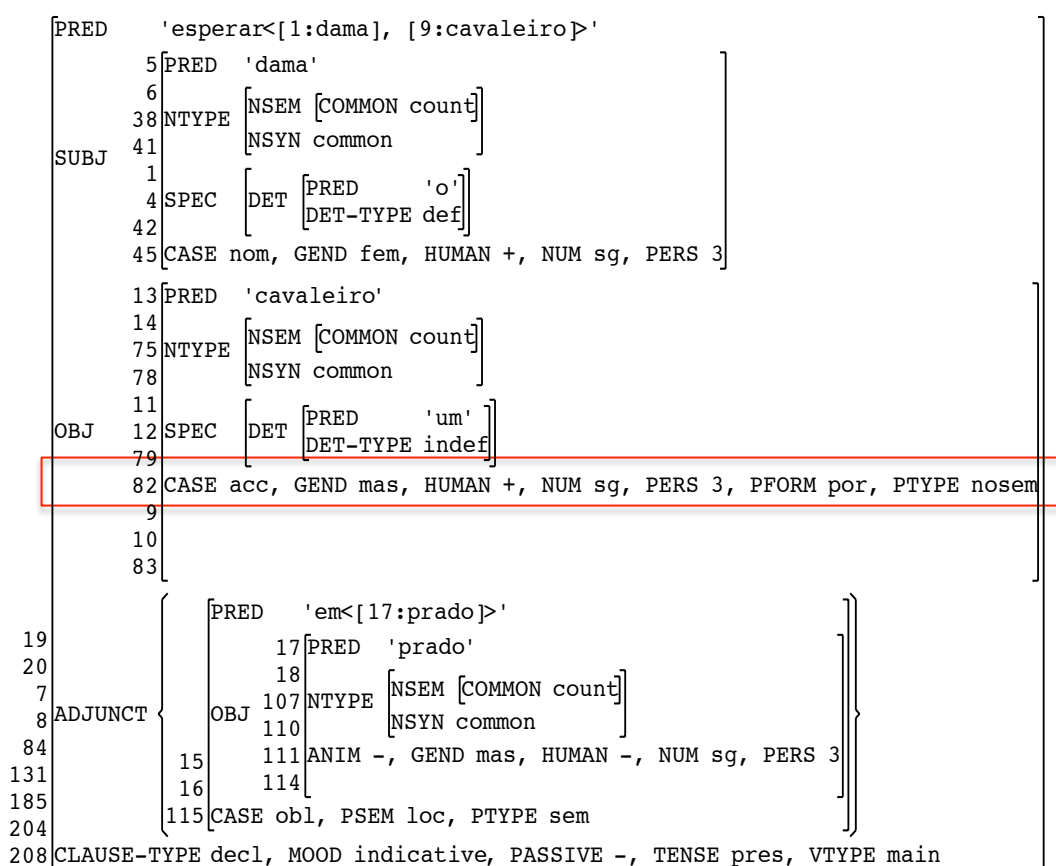 PRED 'esperar<[1:dama], [9:cavaleiro]>'
5 PRED 'dama'
6
NSEM [COMMON count]
38 NTYPE
NSYN common
41
SUBJ
1
PRED 'o'
4 SPEC DET
DET-TYPE def
42
45 CASE nom, GEND fem, HUMAN +, NUM sg, PERS 3
13 PRED 'cavaleiro'
14
NSEM [COMMON count]
75 NTYPE
NSYN common
78
11
PRED 'um'
OBJ 12 SPEC DET
DET-TYPE indef
79
82 CASE acc, GEND mas, HUMAN +, NUM sg, PERS 3, PFORM por, PTYPE nosem
9
10
83
PRED 'em<[17:prado]>'
19
17 PRED 'prado'
20
18
NSEM [COMMON count]
7
107 NTYPE
8 ADJUNCT OBJ
NSYN common
110
84
15 111 ANIM -, GEND mas, HUMAN -, NUM sg, PERS 3
131
16 114
185
115 CASE obl, PSEM loc, PTYPE sem
204
208 CLAUSE-TYPE decl, MOOD indicative, PASSIVE -, TENSE pres, VTYPE main